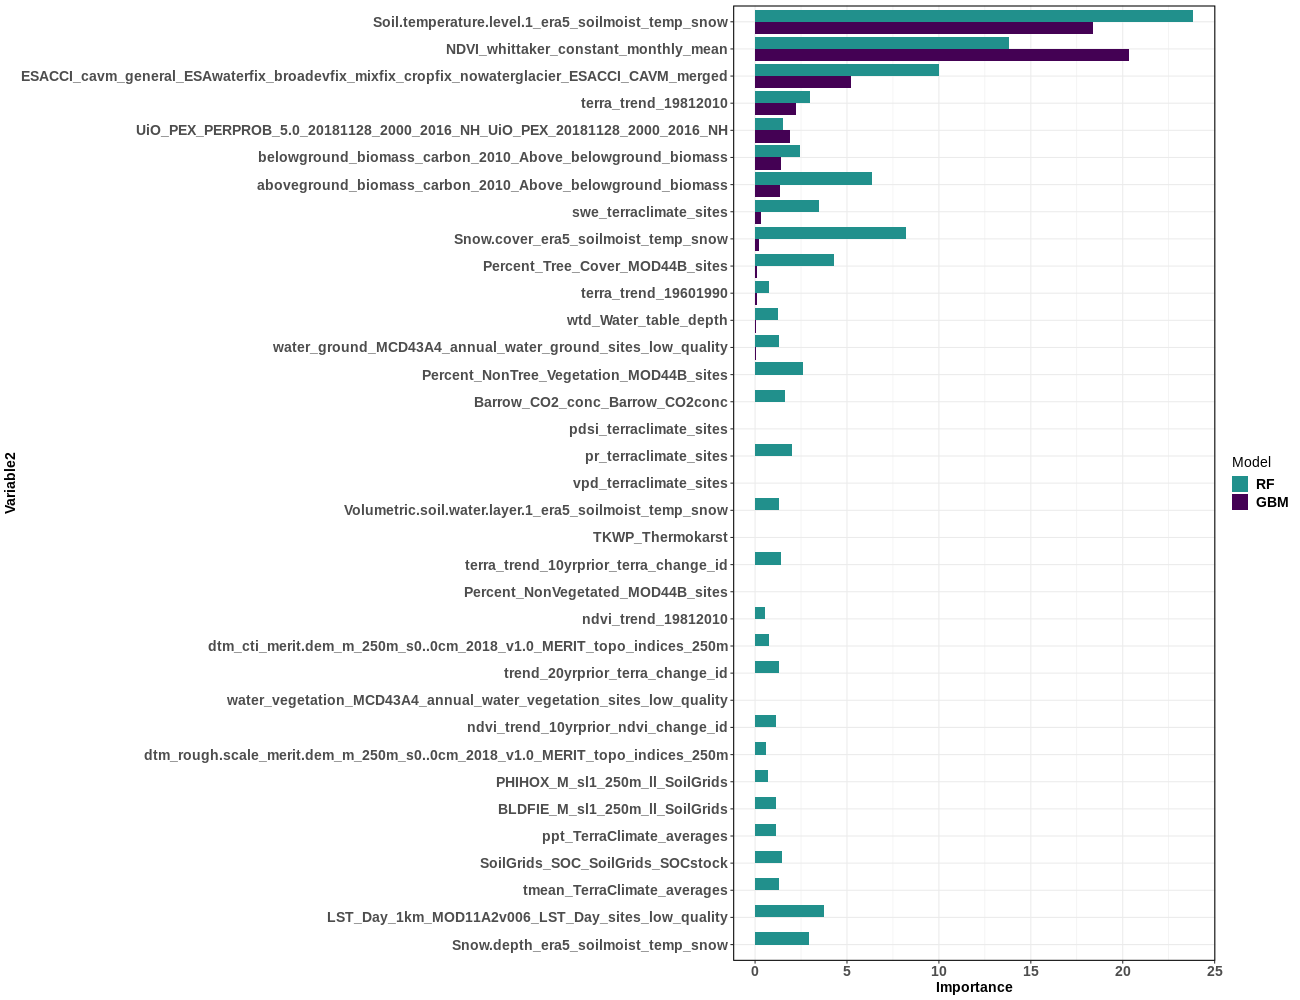 Soil.temperature.level.1_era5_soilmoist_temp_snow
NDVI_whittaker_constant_monthly_mean
ESACCI_cavm_general_ESAwaterfix_broadevfix_mixfix_cropfix_nowaterglacier_ESACCI_CAVM_merged
terra_trend_19812010
UiO_PEX_PERPROB_5.0_20181128_2000_2016_NH_UiO_PEX_20181128_2000_2016_NH
belowground_biomass_carbon_2010_Above_belowground_biomass
aboveground_biomass_carbon_2010_Above_belowground_biomass
swe_terraclimate_sites
Snow.cover_era5_soilmoist_temp_snow
Percent_Tree_Cover_MOD44B_sites
terra_trend_19601990
wtd_Water_table_depth
water_ground_MCD43A4_annual_water_ground_sites_low_quality
Percent_NonTree_Vegetation_MOD44B_sites
Barrow_CO2_conc_Barrow_CO2conc
pdsi_terraclimate_sites
pr_terraclimate_sites
vpd_terraclimate_sites
Volumetric.soil.water.layer.1_era5_soilmoist_temp_snow
TKWP_Thermokarst
terra_trend_10yrprior_terra_change_id
Percent_NonVegetated_MOD44B_sites
ndvi_trend_19812010
dtm_cti_merit.dem_m_250m_s0..0cm_2018_v1.0_MERIT_topo_indices_250m
trend_20yrprior_terra_change_id
water_vegetation_MCD43A4_annual_water_vegetation_sites_low_quality
ndvi_trend_10yrprior_ndvi_change_id
dtm_rough.scale_merit.dem_m_250m_s0..0cm_2018_v1.0_MERIT_topo_indices_250m
PHIHOX_M_sl1_250m_ll_SoilGrids
BLDFIE_M_sl1_250m_ll_SoilGrids
ppt_TerraClimate_averages
SoilGrids_SOC_SoilGrids_SOCstock
tmean_TerraClimate_averages
LST_Day_1km_MOD11A2v006_LST_Day_sites_low_quality
Snow.depth_era5_soilmoist_temp_snow
Variable2
0 5 10 15 20 25
Importance
Model
RF
GBM